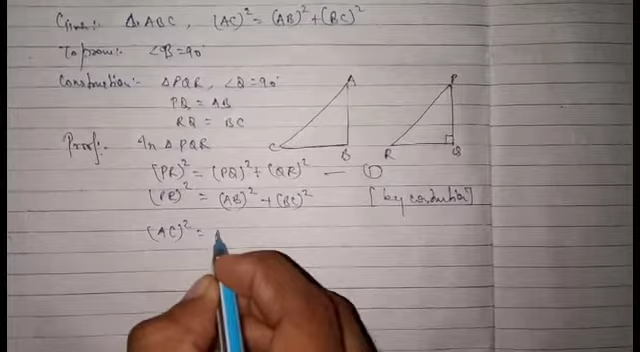 Given:- Δ ABC, (AC)² = (AB)² + (BC)²
To prove:- ∠B = 90°
Construction:- ΔPQR, ∠Q = 90°
PQ = AB
RQ = BC
A
P
C
B
R
Q
Proof:- In Δ PQR
(PR)² = (PQ)² + (QR)² — ①
(PR)² = (AB)² + (BC)² [by construction]
(AC)² =